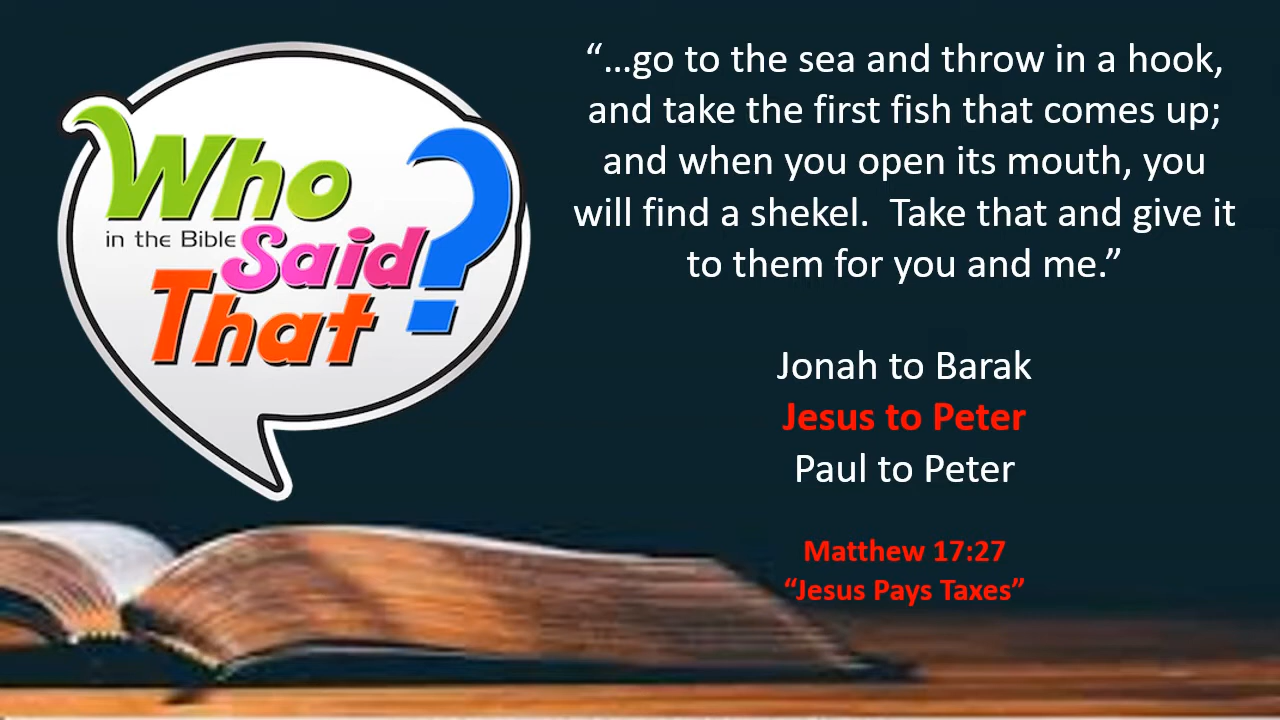 Who
in the Bible
Said
That?
“…go to the sea and throw in a hook,
and take the first fish that comes up;
and when you open its mouth, you
will find a shekel.  Take that and give it
to them for you and me.”
Jonah to Barak
Jesus to Peter
Paul to Peter
Matthew 17:27
“Jesus Pays Taxes”